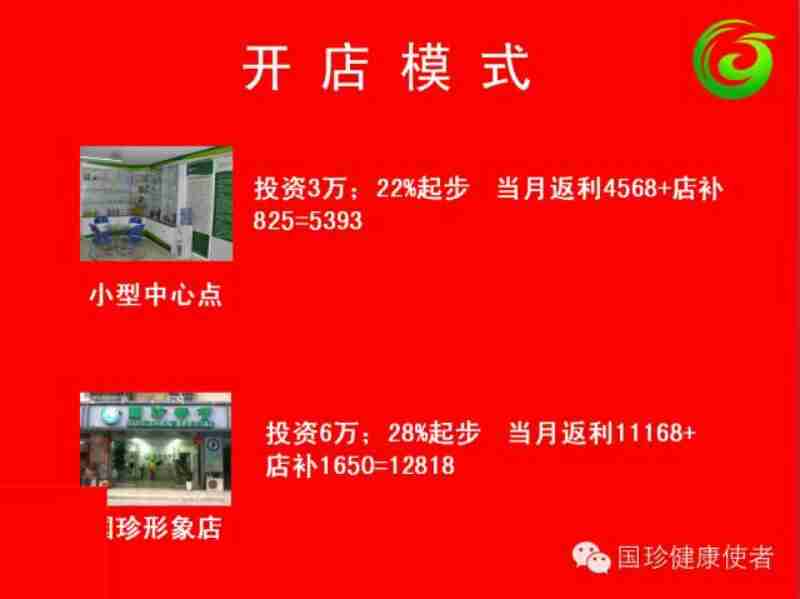 开店模式
投资3万；22%起步 当月返利4568+店补
825=5393
小型中心点
投资6万；28%起步 当月返利11168+
店补1650=12818
国珍形象店
国珍健康使者